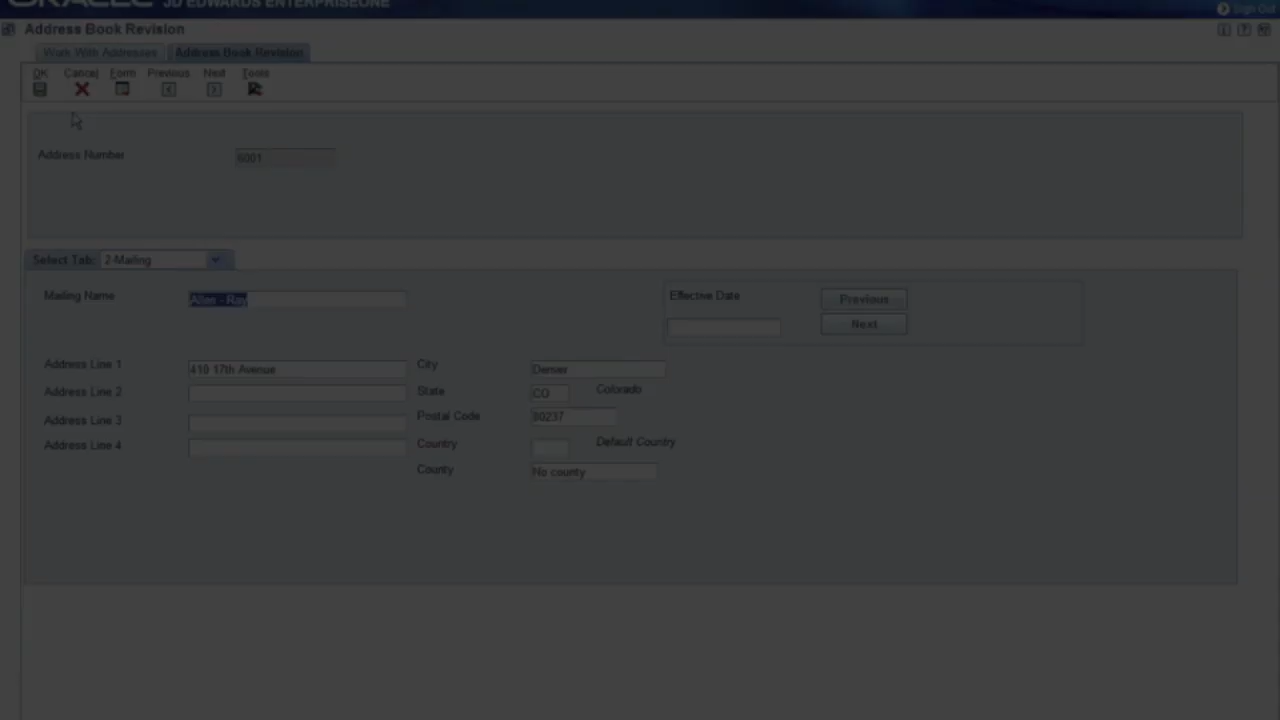 ORACLE JD EDWARDS ENTERPRISEONE
Sign Out
Address Book Revision
Work With Addresses Address Book Revision
OK Cancel Form Previous Next Tools
Address Number 6001
Select Tab: 2-Mailing
Mailing Name Allen - Ray
Effective Date Previous
Next
Address Line 1 410 17th Avenue City Denver
Address Line 2 State CO Colorado
Address Line 3 Postal Code 80237
Address Line 4 Country Default Country
County No county